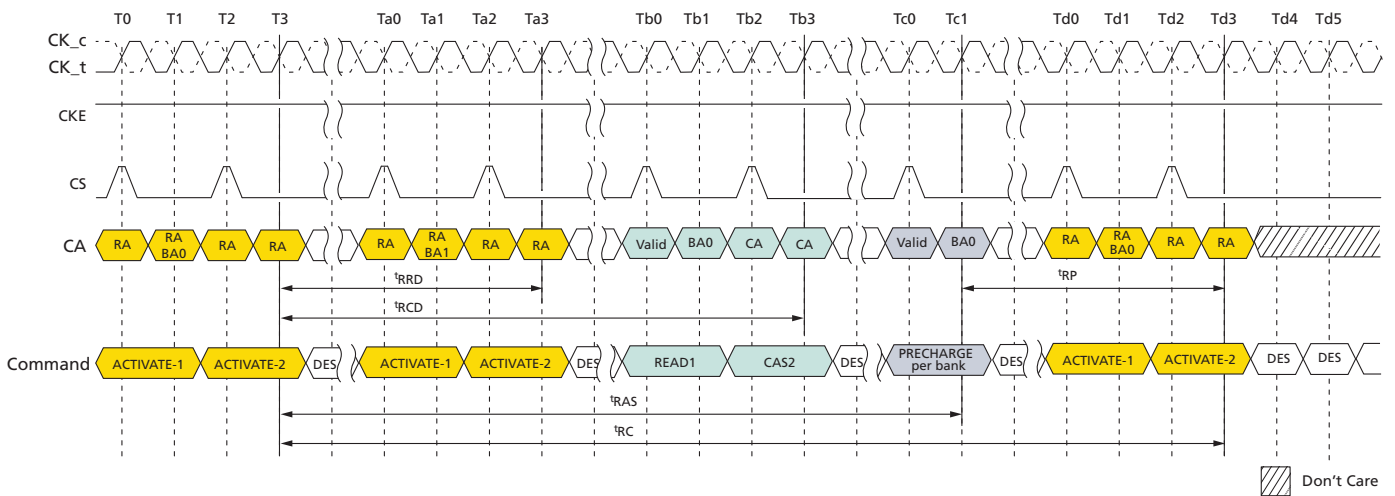 T0 T1 T2 T3 Ta0 Ta1 Ta2 Ta3 Tb0 Tb1 Tb2 Tb3 Tc0 Tc1 Td0 Td1 Td2 Td3 Td4 Td5
CK_c
CK_t
CKE
CS
CA RA RA BA0 RA RA RA RA BA1 RA RA Valid BA0 CA CA Valid BA0 RA RA BA0 RA RA
tRRD tRP
tRCD
Command ACTIVATE-1 ACTIVATE-2 DES ACTIVATE-1 ACTIVATE-2 DES READ1 CAS2 DES PRECHARGE per bank DES ACTIVATE-1 ACTIVATE-2 DES DES
tRAS
tRC
Don't Care